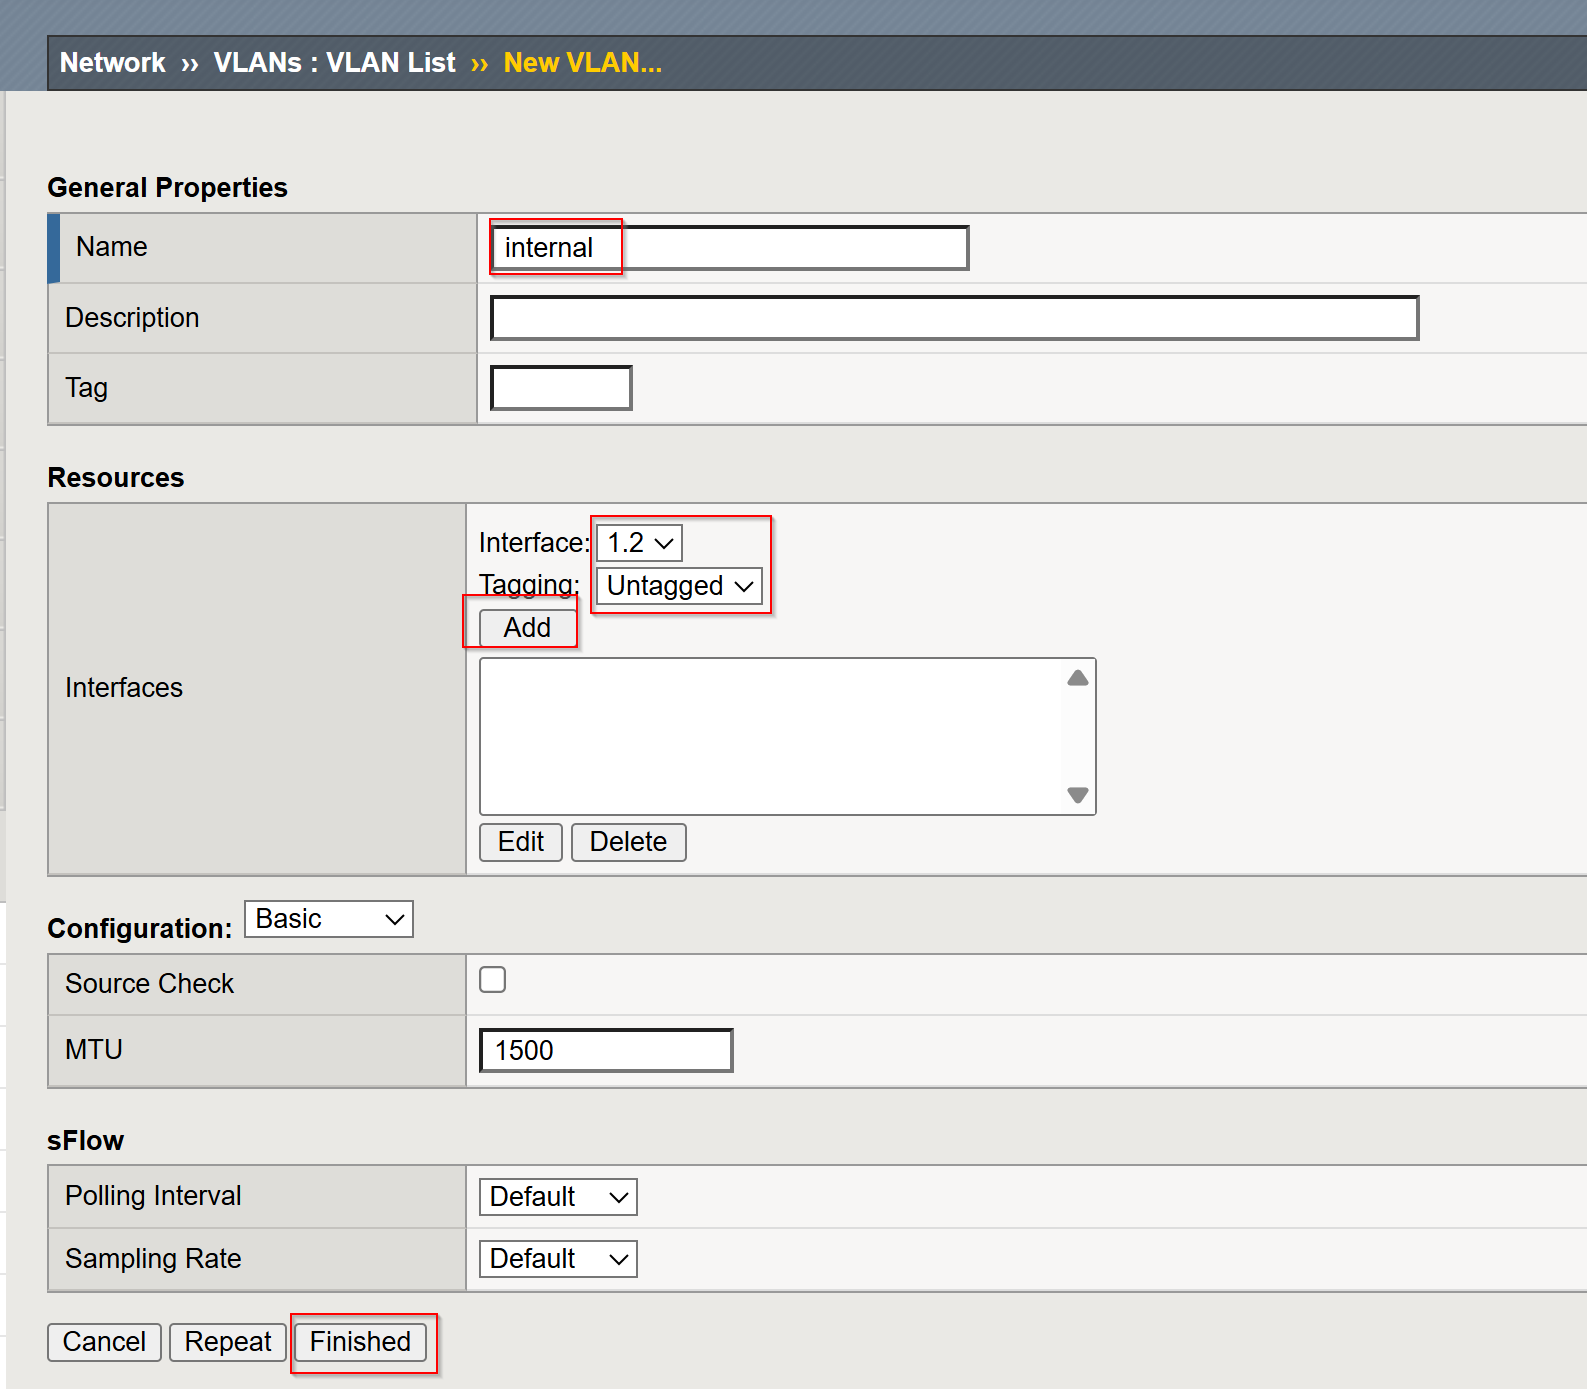 Network ›› VLANs : VLAN List ›› New VLAN...
General Properties
Name internal
Description
Tag
Resources
Interface: 1.2
Tagging: Untagged
Add
Interfaces
Edit Delete
Configuration: Basic
Source Check
MTU 1500
sFlow
Polling Interval Default
Sampling Rate Default
Cancel Repeat Finished